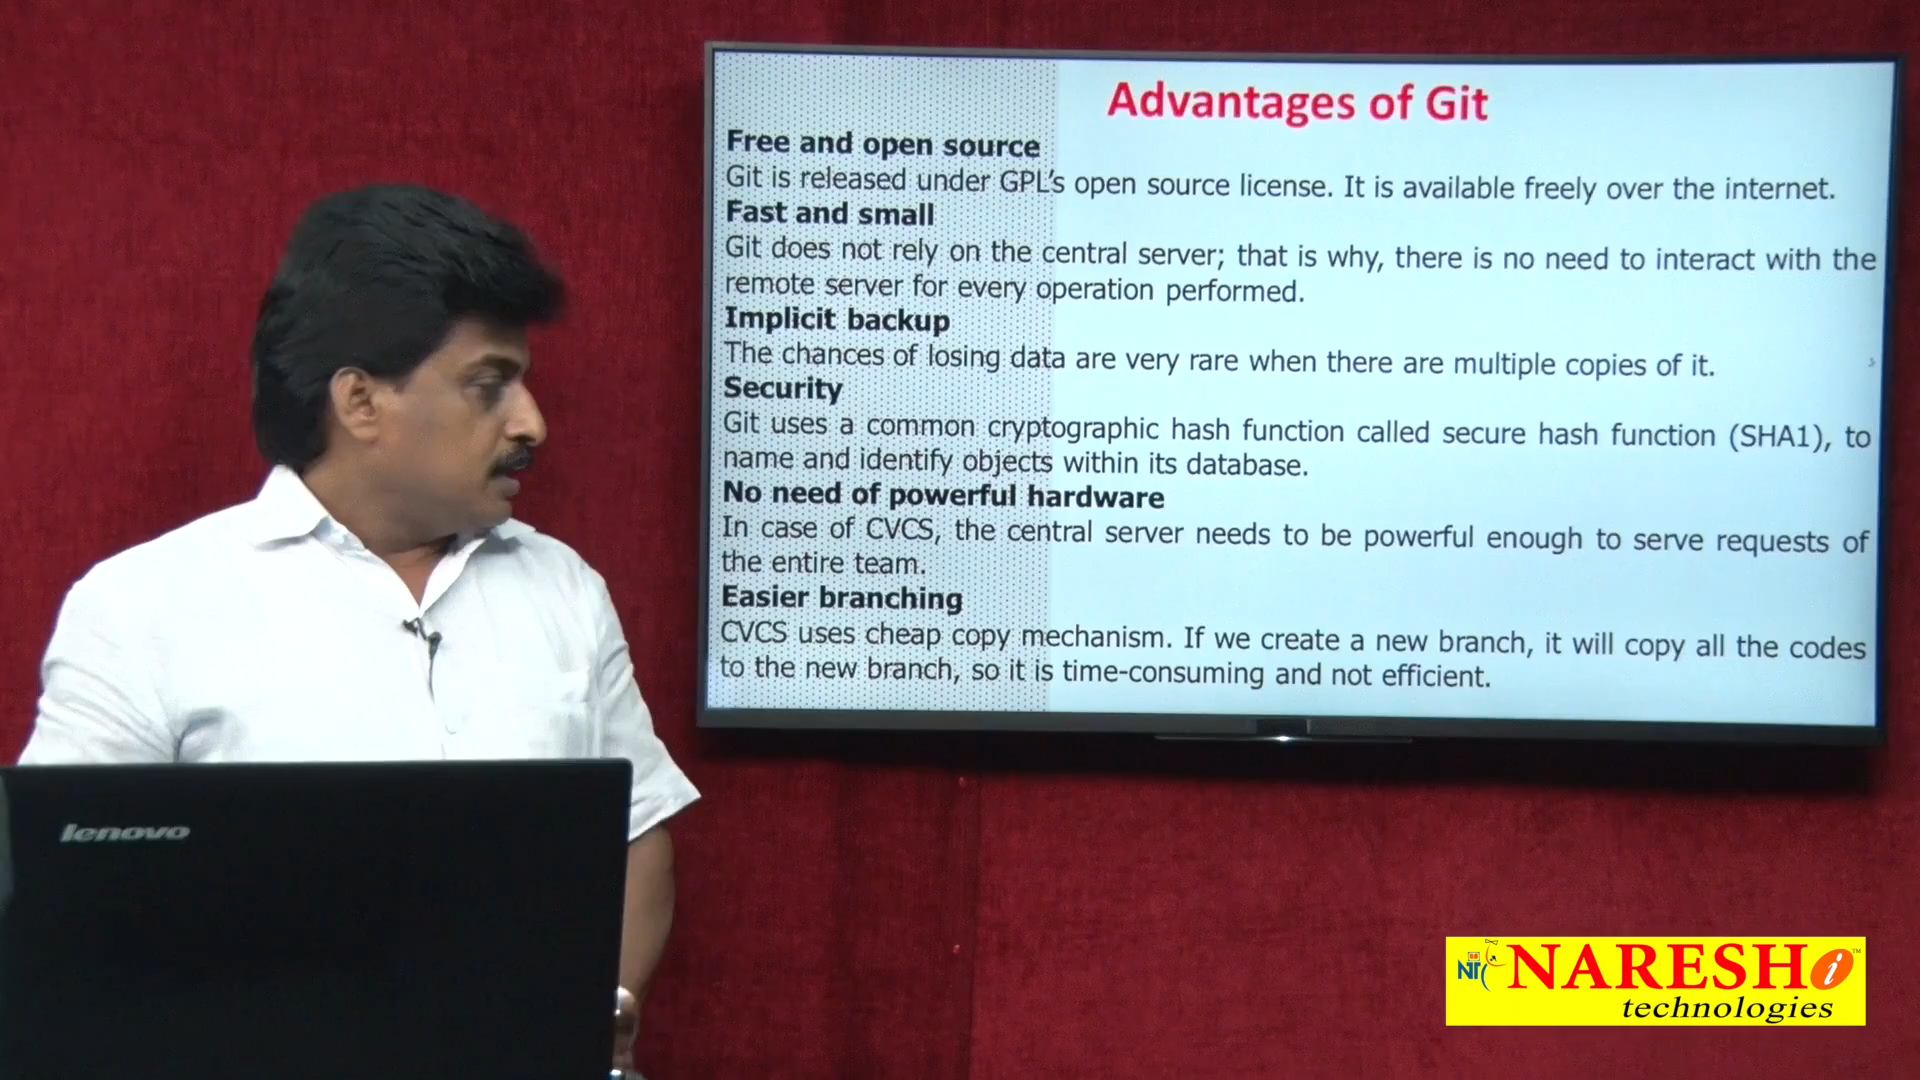 Advantages of Git
Free and open source
Git is released under GPL's open source license. It is available freely over the internet.
Fast and small
Git does not rely on the central server; that is why, there is no need to interact with the
remote server for every operation performed.
Implicit backup
The chances of losing data are very rare when there are multiple copies of it.
Security
Git uses a common cryptographic hash function called secure hash function (SHA1), to
name and identify objects within its database.
No need of powerful hardware
In case of CVCS, the central server needs to be powerful enough to serve requests of
the entire team.
Easier branching
CVCS uses cheap copy mechanism. If we create a new branch, it will copy all the codes
to the new branch, so it is time-consuming and not efficient.
lenovo
NARESH i ™
technologies